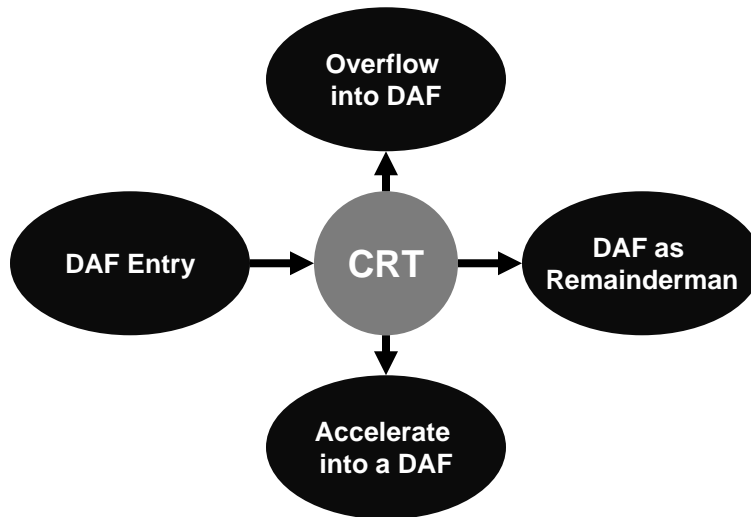 Overflow
into DAF
DAF Entry
CRT
DAF as
Remainderman
Accelerate
into a DAF